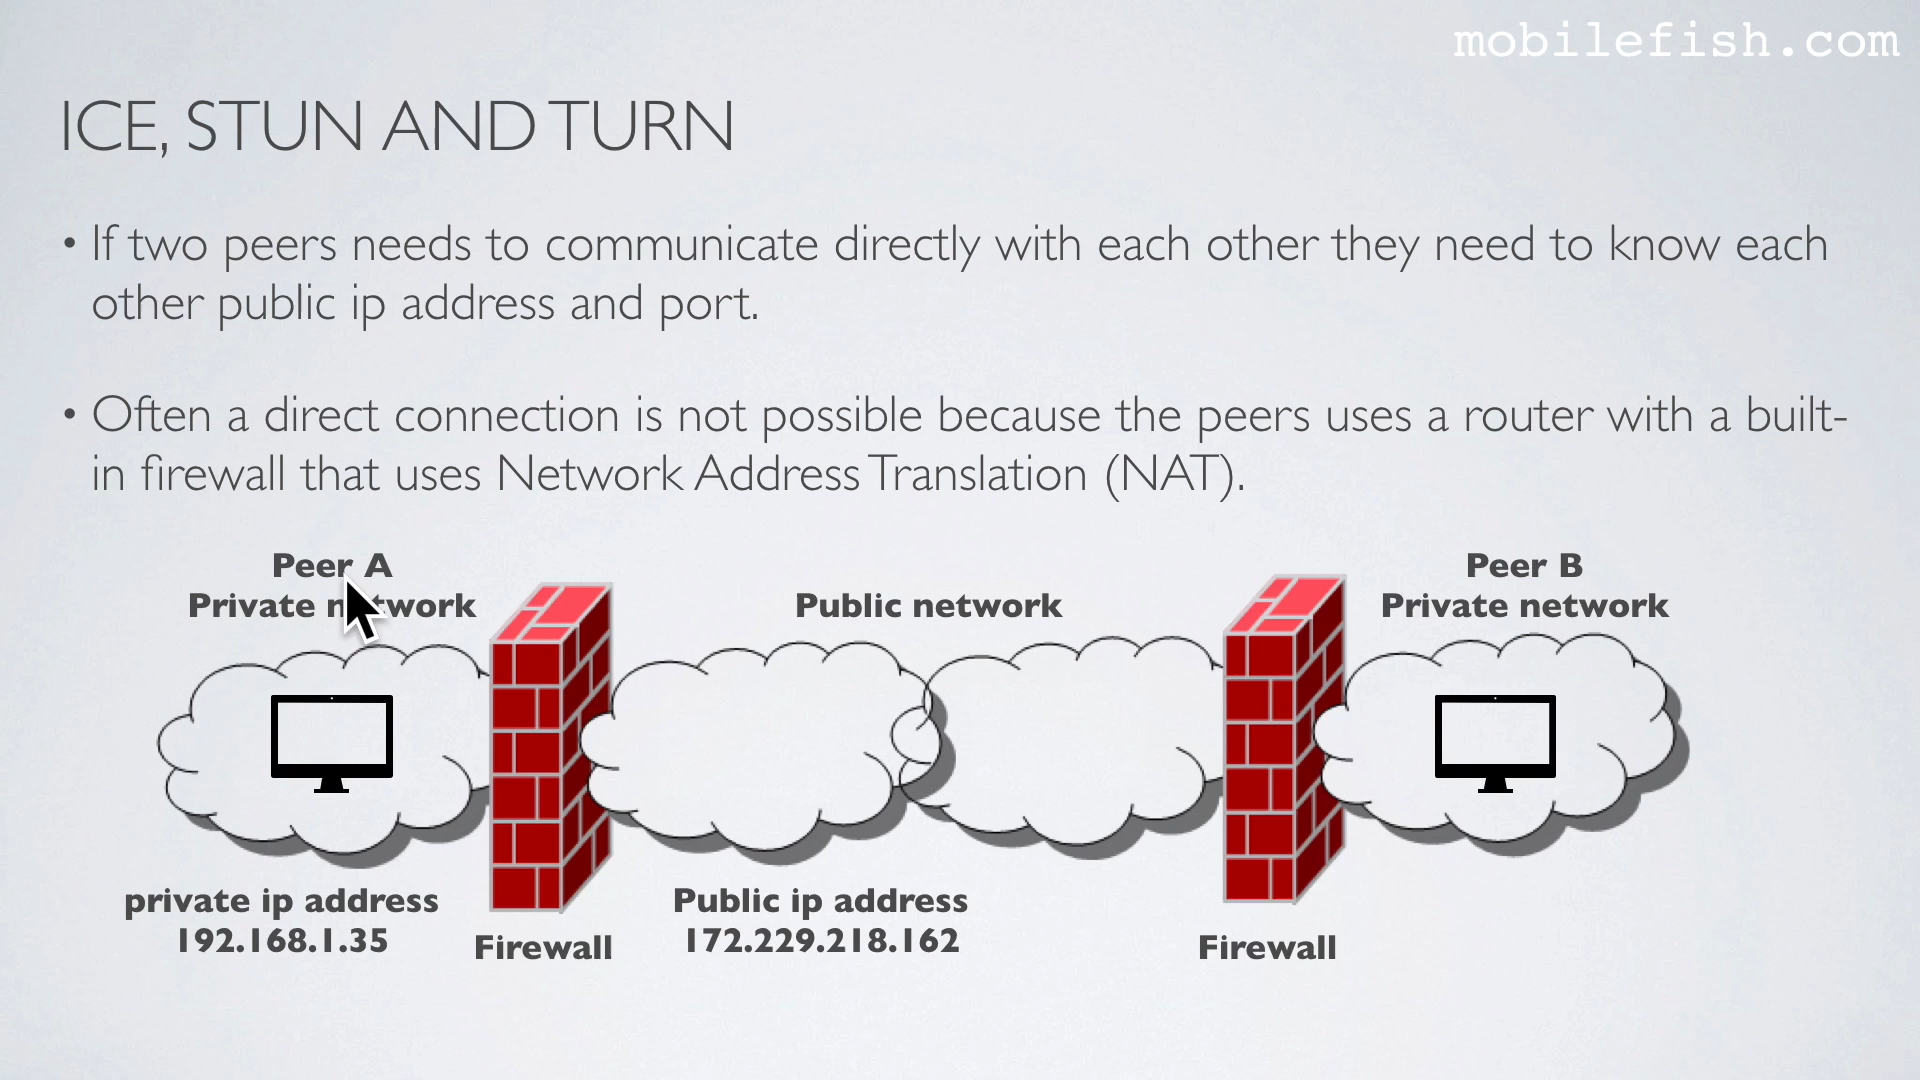 mobilefish.com
ICE, STUN AND TURN
• If two peers needs to communicate directly with each other they need to know each
other public ip address and port.
• Often a direct connection is not possible because the peers uses a router with a built-
in firewall that uses Network Address Translation (NAT).
Peer A
Private network
Public network
Peer B
Private network
private ip address
192.168.1.35
Firewall
Public ip address
172.229.218.162
Firewall